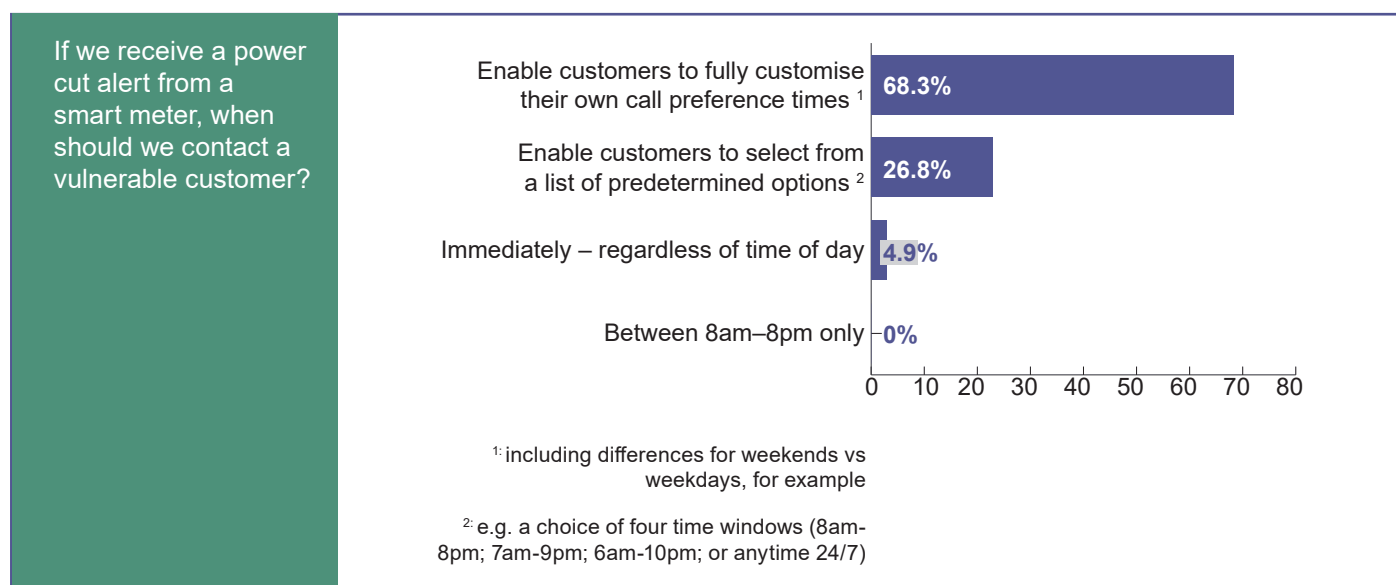 If we receive a power
cut alert from a
smart meter, when
should we contact a
vulnerable customer?
Enable customers to fully customise
their own call preference times ¹
68.3%
Enable customers to select from
a list of predetermined options ²
26.8%
Immediately – regardless of time of day
4.9%
Between 8am–8pm only
0%
0 10 20 30 40 50 60 70 80
¹: including differences for weekends vs
weekdays, for example
²: e.g. a choice of four time windows (8am-
8pm; 7am-9pm; 6am-10pm; or anytime 24/7)